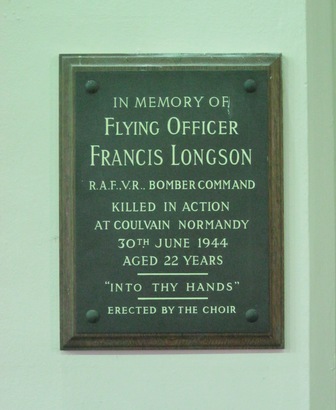 IN MEMORY OF
FLYING OFFICER
FRANCIS LONGSON
R.A.F.,V.R.. BOMBER COMMAND
KILLED IN ACTION
AT COULVAIN NORMANDY
30TH JUNE 1944
AGED 22 YEARS
"INTO THY HANDS"
ERECTED BY THE CHOIR